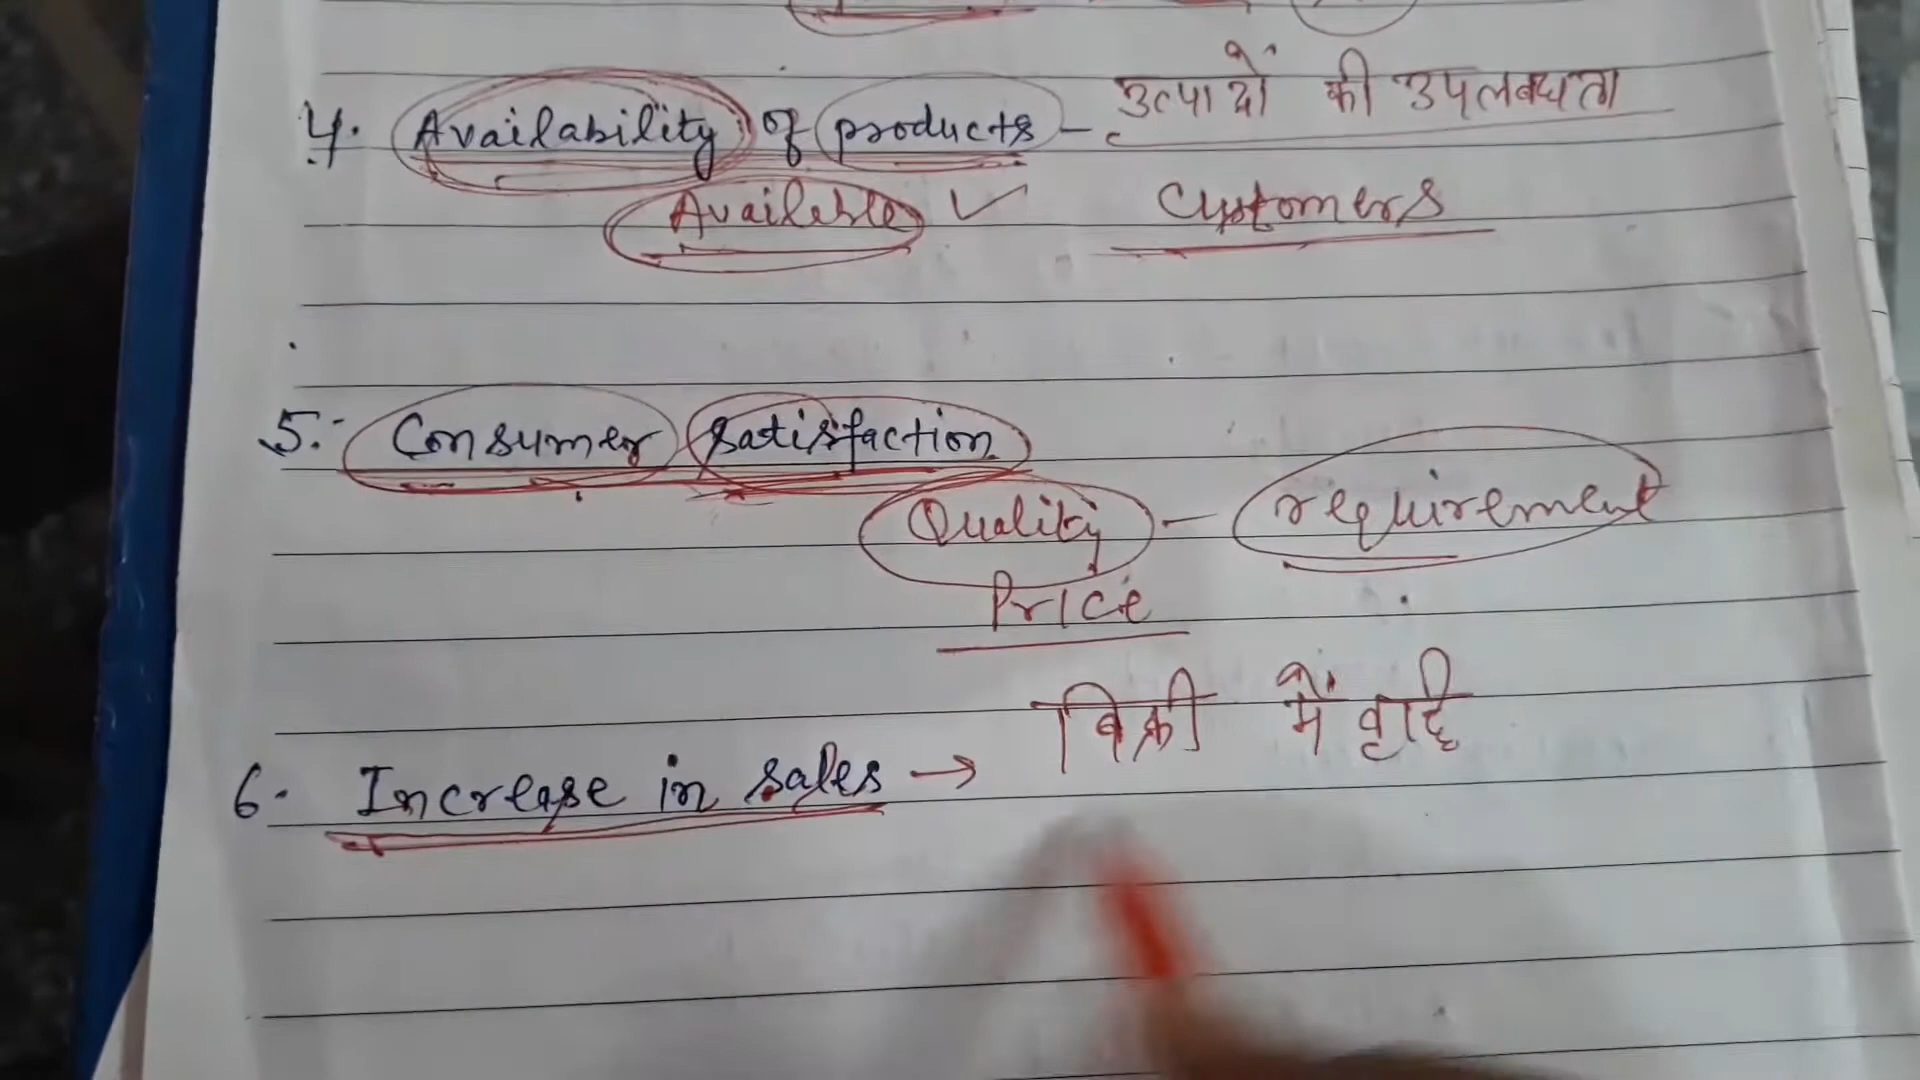 4. Availability of products - उत्पादों की उपलब्धता
Available ✓ Customers
5.- Consumer satisfaction
Quality - requirement
Price
बिक्री में वृद्धि
6. Increase in sales →